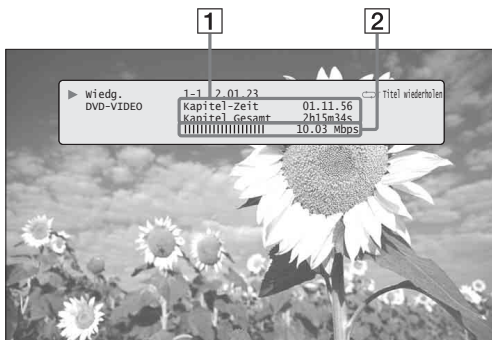 1 2
Wiedg. 1-1 2.01.23 Titel wiederholen
DVD-VIDEO Kapitel-Zeit 01.11.56
Kapitel Gesamt 2h15m34s
10.03 Mbps